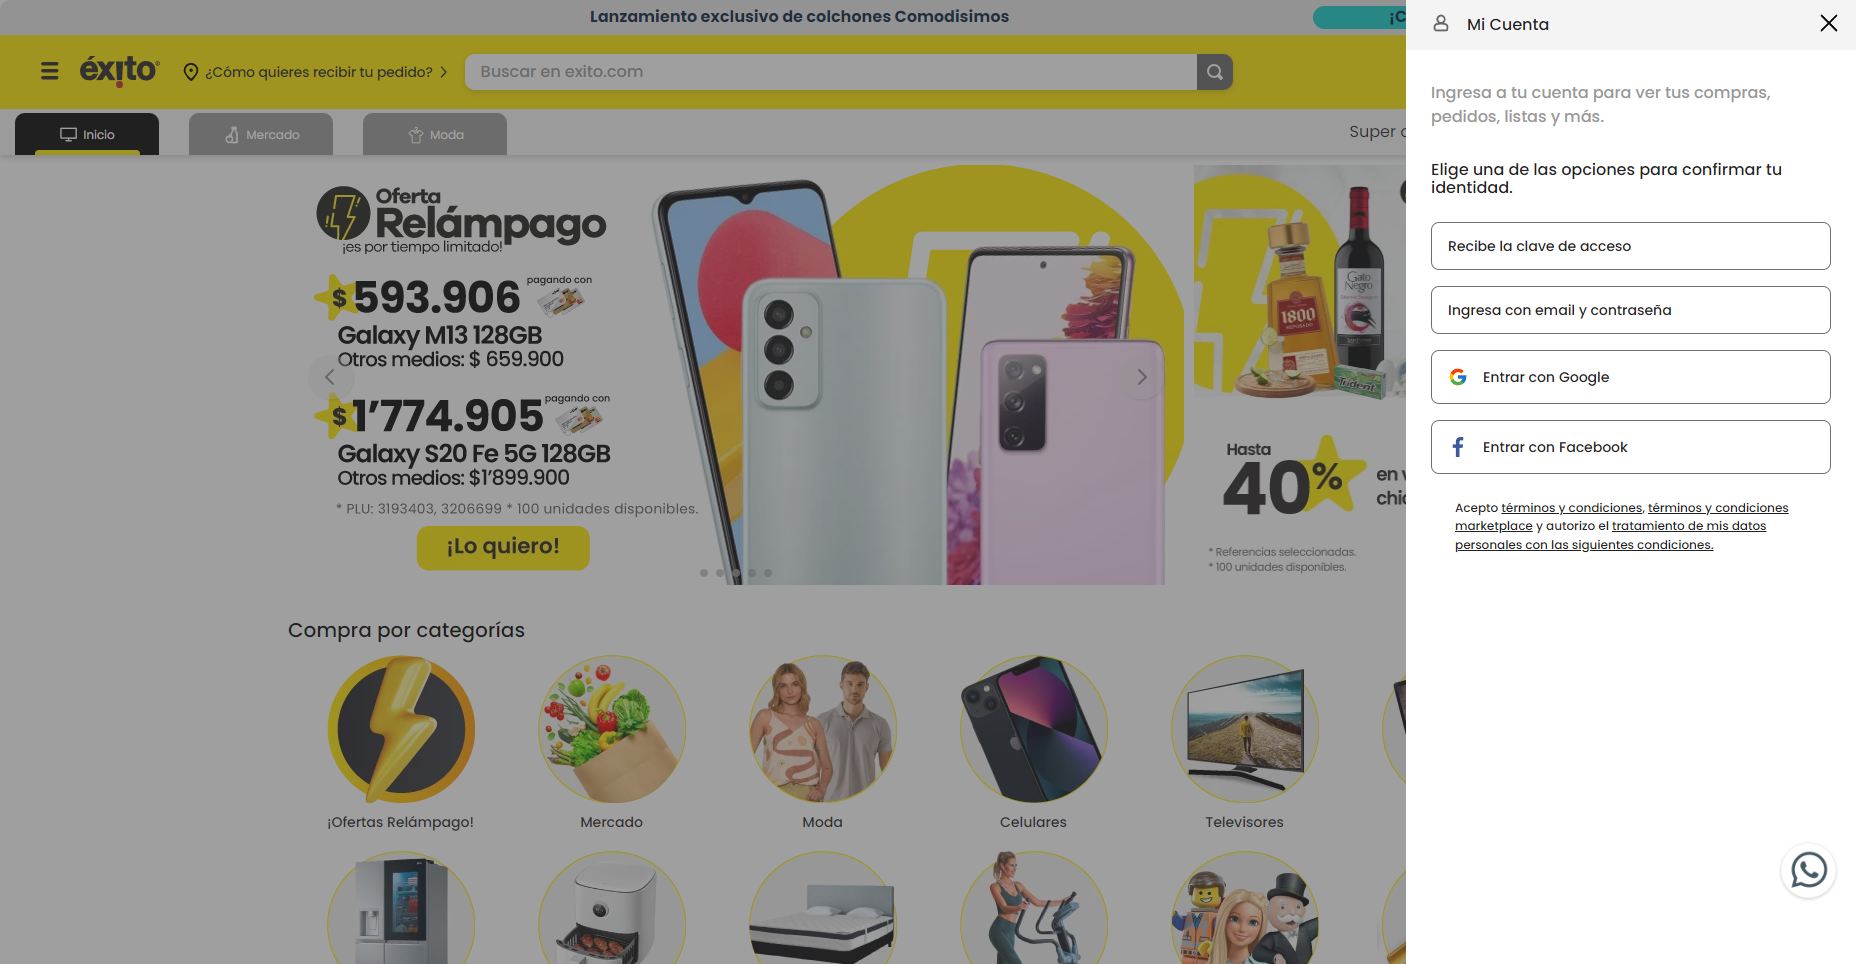 Lanzamiento exclusivo de colchones Comodisimos
¡C
éxito
¿Cómo quieres recibir tu pedido?
Buscar en exito.com
Inicio
Mercado
Moda
Super
Oferta
Relámpago
¡es por tiempo limitado!
$593.906 pagando con
Galaxy M13 128GB
Otros medios: $ 659.900
$1'774.905 pagando con
Galaxy S20 Fe 5G 128GB
Otros medios: $1'899.900
* PLU: 3193403, 3206699 * 100 unidades disponibles.
¡Lo quiero!
1800
REPOSADO
Gato
Negro
Trident
Hasta
40% en v
chic
* Referencias seleccionadas.
* 100 unidades disponibles.
Compra por categorías
¡Ofertas Relámpago!
Mercado
Moda
Celulares
Televisores
Mi Cuenta
Ingresa a tu cuenta para ver tus compras,
pedidos, listas y más.
Elige una de las opciones para confirmar tu
identidad.
Recibe la clave de acceso
Ingresa con email y contraseña
Entrar con Google
Entrar con Facebook
Acepto términos y condiciones, términos y condiciones
marketplace y autorizo el tratamiento de mis datos
personales con las siguientes condiciones.